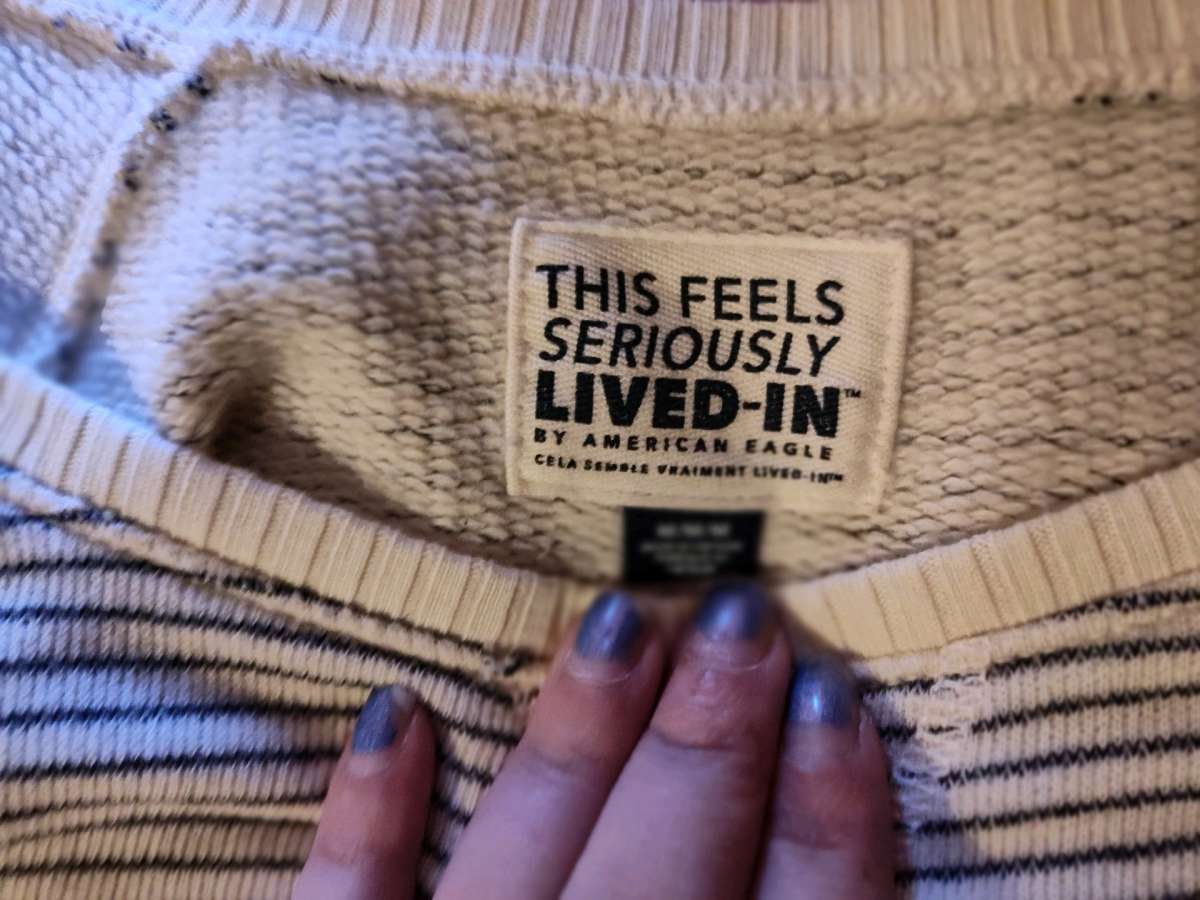 THIS FEELS
SERIOUSLY
LIVED-IN™
BY AMERICAN EAGLE
CELA SEMBLE VRAIMENT LIVED-IN™